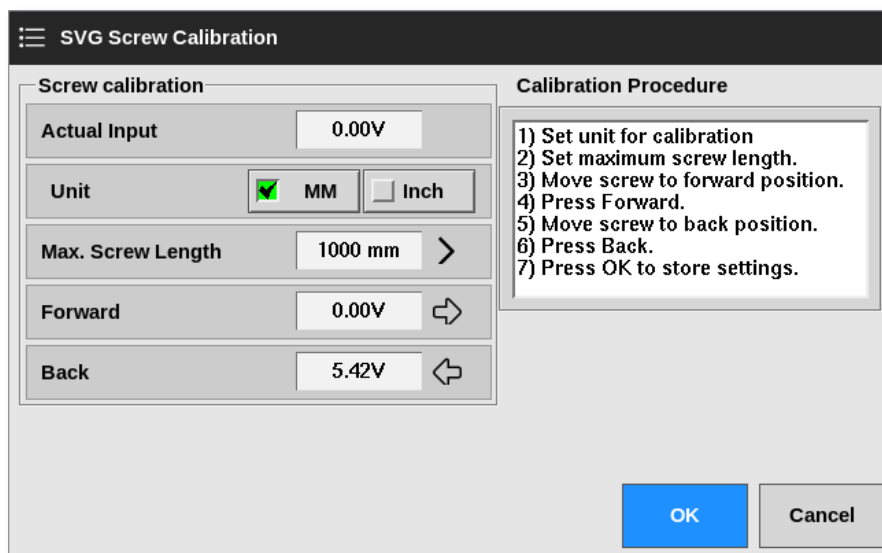 SVG Screw Calibration
Screw calibration
Actual Input 0.00V
Unit MM Inch
Max. Screw Length 1000 mm
Forward 0.00V
Back 5.42V
Calibration Procedure
1) Set unit for calibration
2) Set maximum screw length.
3) Move screw to forward position.
4) Press Forward.
5) Move screw to back position.
6) Press Back.
7) Press OK to store settings.
OK Cancel